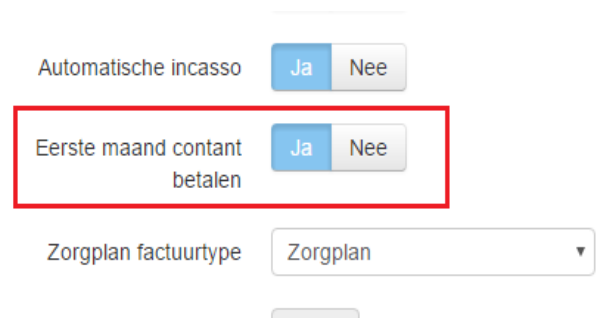 Automatische incasso Ja Nee
Eerste maand contant Ja Nee
betalen
Zorgplan factuurtype Zorgplan